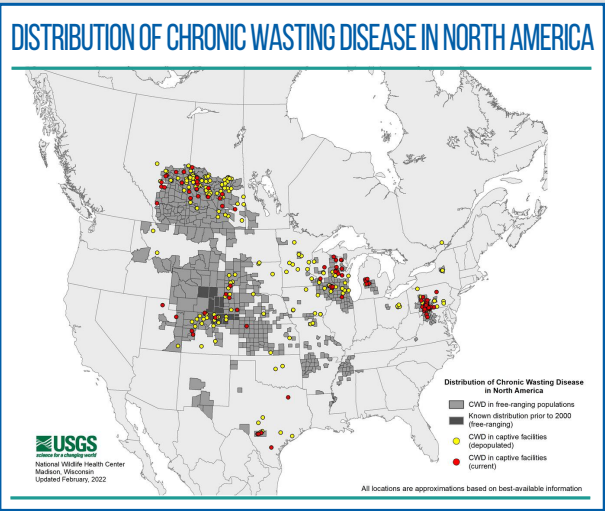 DISTRIBUTION OF CHRONIC WASTING DISEASE IN NORTH AMERICA
Distribution of Chronic Wasting Disease
in North America
CWD in free-ranging populations
Known distribution prior to 2000
(free-ranging)
CWD in captive facilities
(depopulated)
CWD in captive facilities
(current)
USGS
science for a changing world
National Wildlife Health Center
Madison, Wisconsin
Updated February, 2022
All locations are approximations based on best-available information